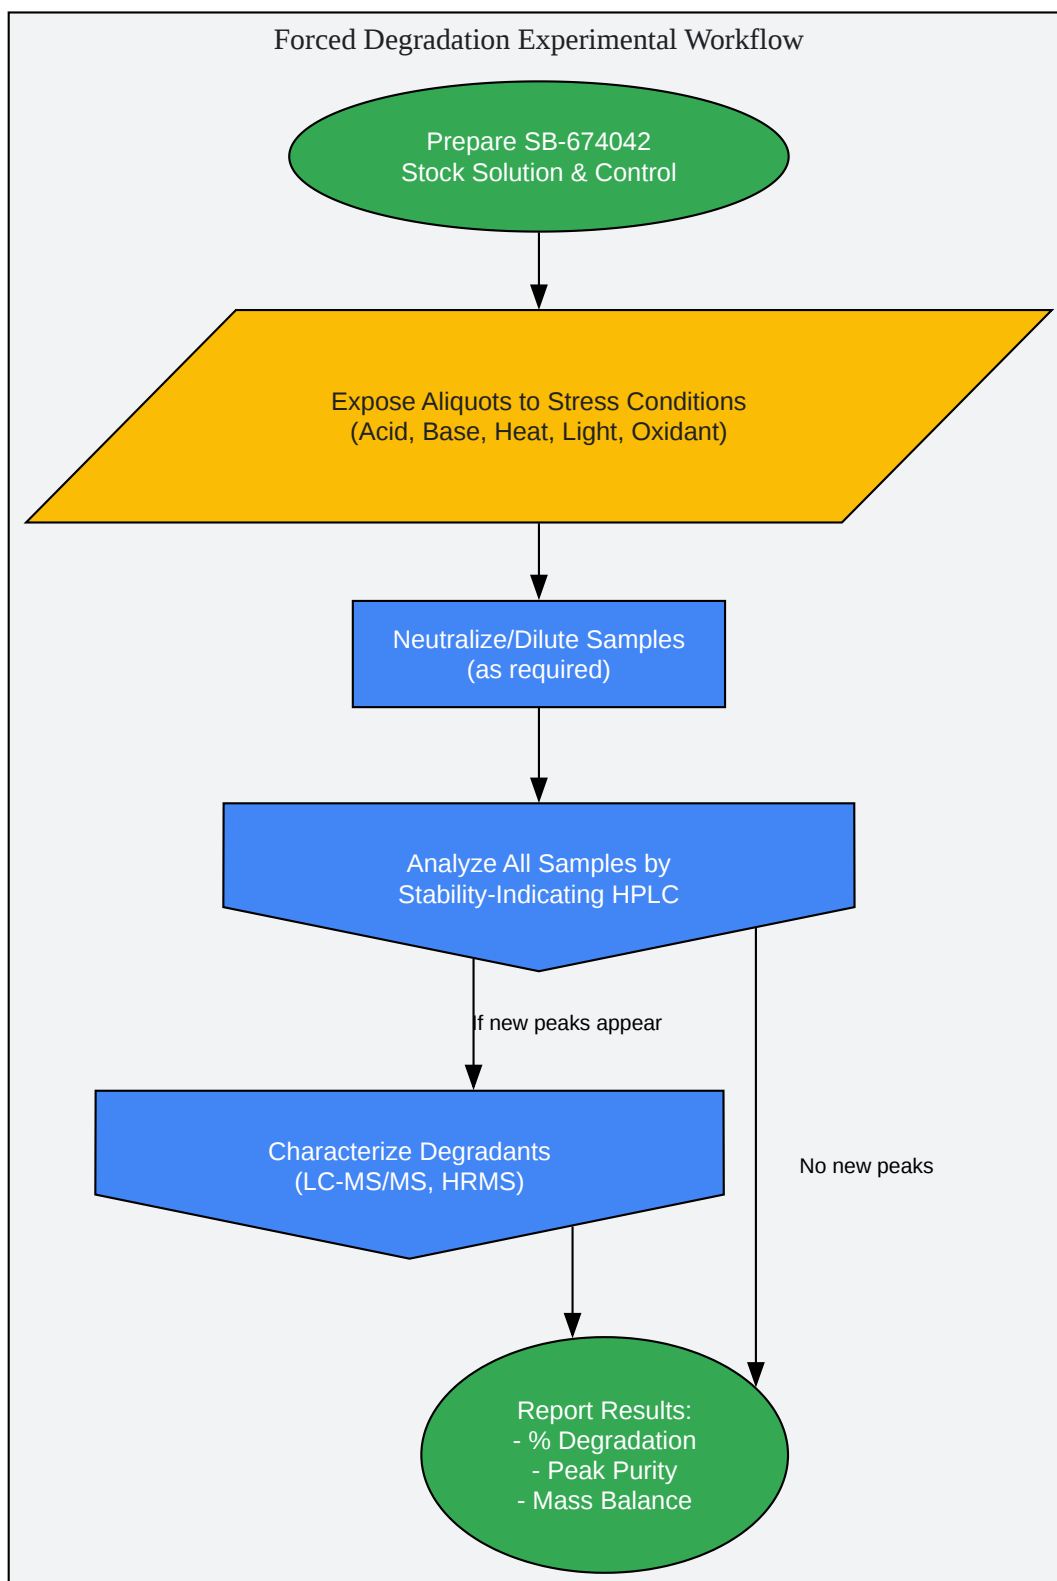 Forced Degradation Experimental Workflow
Prepare SB-674042
Stock Solution & Control
Expose Aliquots to Stress Conditions
(Acid, Base, Heat, Light, Oxidant)
Neutralize/Dilute Samples
(as required)
Analyze All Samples by
Stability-Indicating HPLC
If new peaks appear
Characterize Degradants
(LC-MS/MS, HRMS)
No new peaks
Report Results:
- % Degradation
- Peak Purity
- Mass Balance